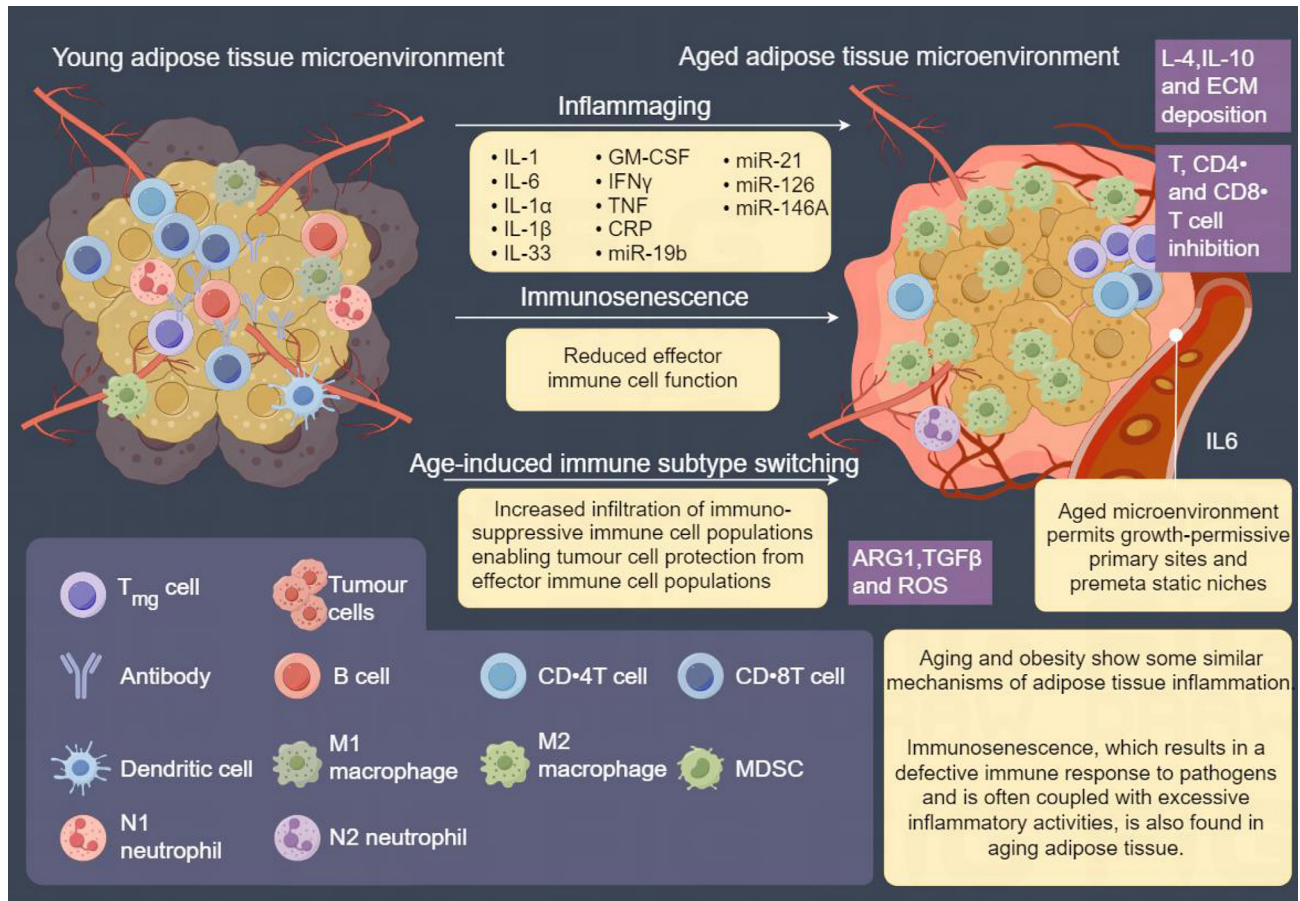 Young adipose tissue microenvironment
Aged adipose tissue microenvironment
L-4,IL-10
and ECM
deposition
T, CD4•
and CD8•
T cell
inhibition
Inflammaging
• IL-1
• IL-6
• IL-1α
• IL-1β
• IL-33
• GM-CSF
• IFNγ
• TNF
• CRP
• miR-19b
• miR-21
• miR-126
• miR-146A
Immunosenescence
Reduced effector
immune cell function
Age-induced immune subtype switching
Increased infiltration of immuno-
suppressive immune cell populations
enabling tumour cell protection from
effector immune cell populations
ARG1,TGFβ
and ROS
IL6
Aged microenvironment
permits growth-permissive
primary sites and
premeta static niches
Tmg cell
Tumour
cells
Antibody
B cell
CD•4T cell
CD•8T cell
Dendritic cell
M1
macrophage
M2
macrophage
MDSC
N1
neutrophil
N2 neutrophil
Aging and obesity show some similar
mechanisms of adipose tissue inflammation.
Immunosenescence, which results in a
defective immune response to pathogens
and is often coupled with excessive
inflammatory activities, is also found in
aging adipose tissue.